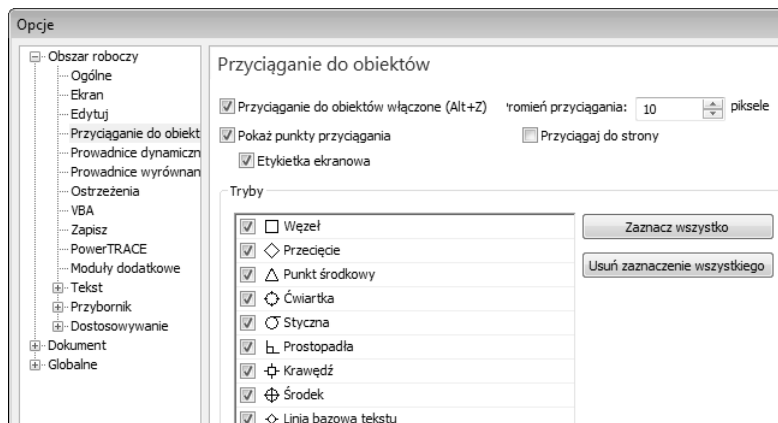 Opcje
Obszar roboczy
Ogólne
Ekran
Edytuj
Przyciąganie do obiekt
Prowadnice dynamiczn
Prowadnice wyrównan
Ostrzeżenia
VBA
Zapisz
PowerTRACE
Moduły dodatkowe
Tekst
Przybornik
Dostosowywanie
Dokument
Globalne
Przyciąganie do obiektów
Przyciąganie do obiektów włączone (Alt+Z) romień przyciągania: 10 piksele
Pokaż punkty przyciągania Przyciągaj do strony
Etykietka ekranowa
Tryby
Węzeł
Przecięcie
Punkt środkowy
Ćwiartka
Styczna
Prostopadła
Krawędź
Środek
Linia bazowa tekstu
Zaznacz wszystko
Usuń zaznaczenie wszystkiego